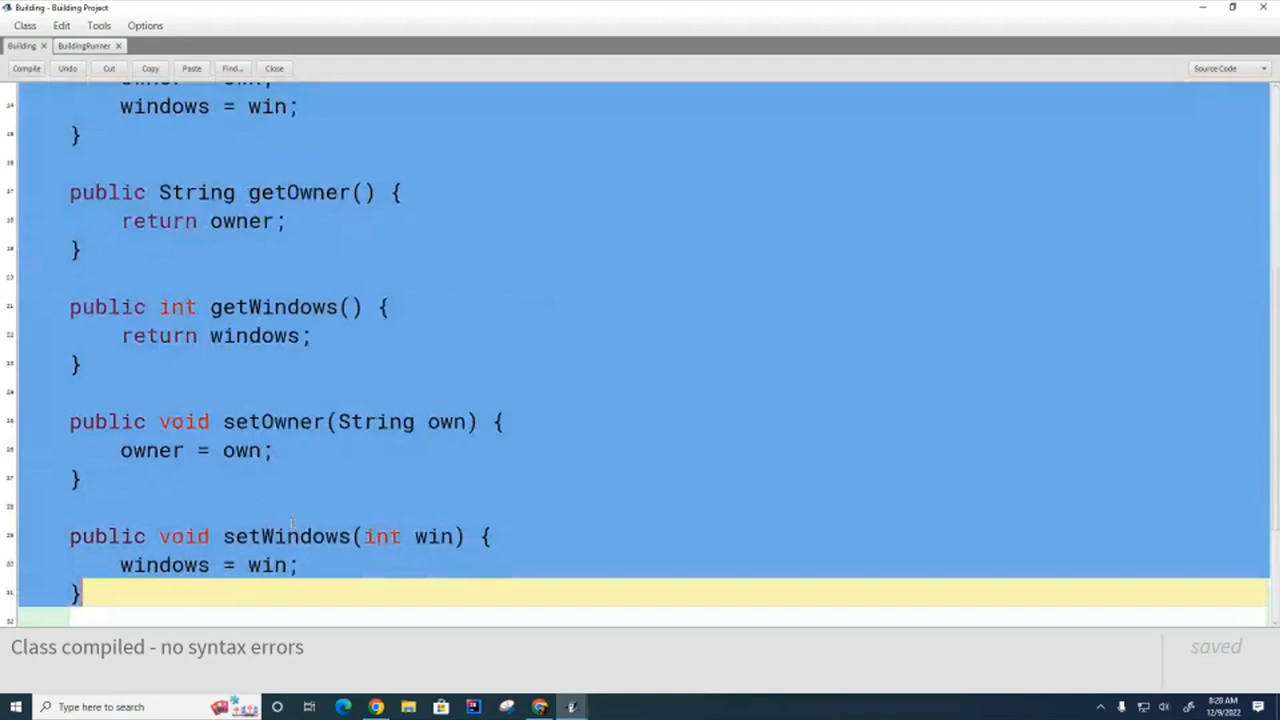 Building - Building Project
Class Edit Tools Options
Building × BuildingRunner ×
Compile Undo Cut Copy Paste Find... Close Source Code
owner = own;
windows = win;
}
public String getOwner() {
return owner;
}
public int getWindows() {
return windows;
}
public void setOwner(String own) {
owner = own;
}
public void setWindows(int win) {
windows = win;
}
Class compiled - no syntax errors
saved
Type here to search
8:28 AM
12/9/2022